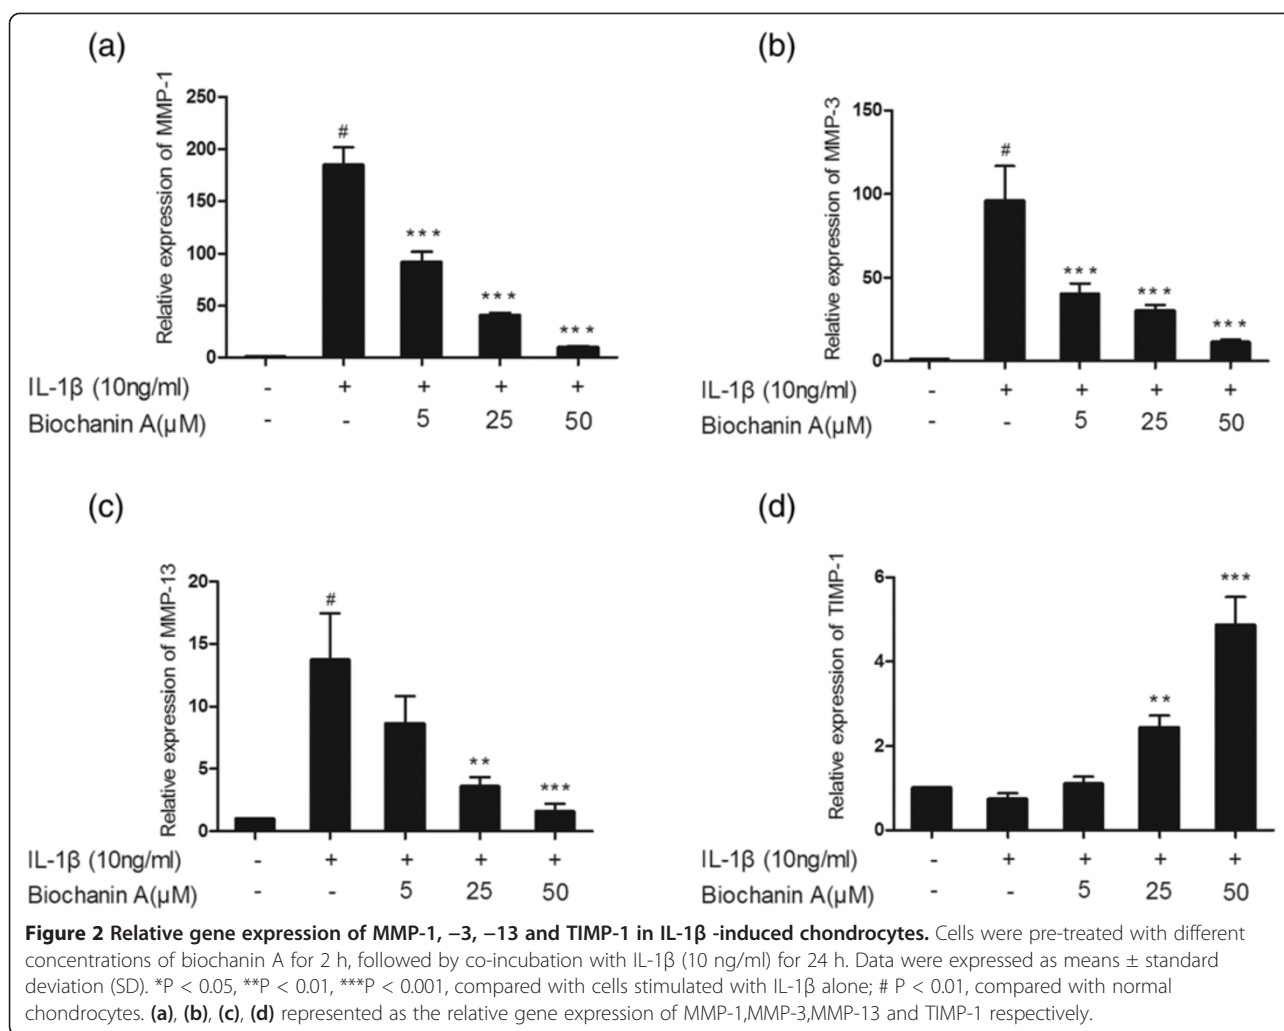 (a)
Relative expression of MMP-1
250
200
150
100
50
0
#
***
***
***
IL-1β (10ng/ml) - + + + +
Biochanin A(μM) - - 5 25 50
(b)
Relative expression of MMP-3
150
100
50
0
#
***
***
***
IL-1β (10ng/ml) - + + + +
Biochanin A(μM) - - 5 25 50
(c)
Relative expression of MMP-13
20
15
10
5
0
#
**
***
IL-1β (10ng/ml) - + + + +
Biochanin A(μM) - - 5 25 50
(d)
Relative expression of TIMP-1
6
4
2
0
**
***
IL-1β (10ng/ml) - + + + +
Biochanin A(μM) - - 5 25 50
Figure 2 Relative gene expression of MMP-1, −3, −13 and TIMP-1 in IL-1β -induced chondrocytes. Cells were pre-treated with different
concentrations of biochanin A for 2 h, followed by co-incubation with IL-1β (10 ng/ml) for 24 h. Data were expressed as means ± standard
deviation (SD). *P < 0.05, **P < 0.01, ***P < 0.001, compared with cells stimulated with IL-1β alone; # P < 0.01, compared with normal
chondrocytes. (a), (b), (c), (d) represented as the relative gene expression of MMP-1,MMP-3,MMP-13 and TIMP-1 respectively.